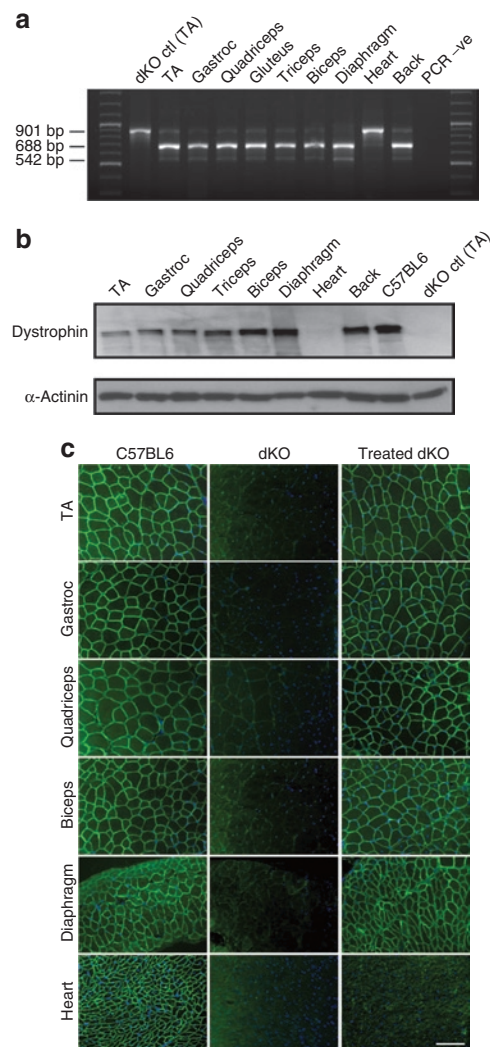 a
dKO ctl (TA)
TA
Gastroc
Quadriceps
Gluteus
Triceps
Biceps
Diaphragm
Heart
Back
PCR –ve
901 bp
688 bp
542 bp
b
TA
Gastroc
Quadriceps
Triceps
Biceps
Diaphragm
Heart
Back
C57BL6
dKO ctl (TA)
Dystrophin
α-Actinin
c
C57BL6 dKO Treated dKO
TA
Gastroc
Quadriceps
Biceps
Diaphragm
Heart